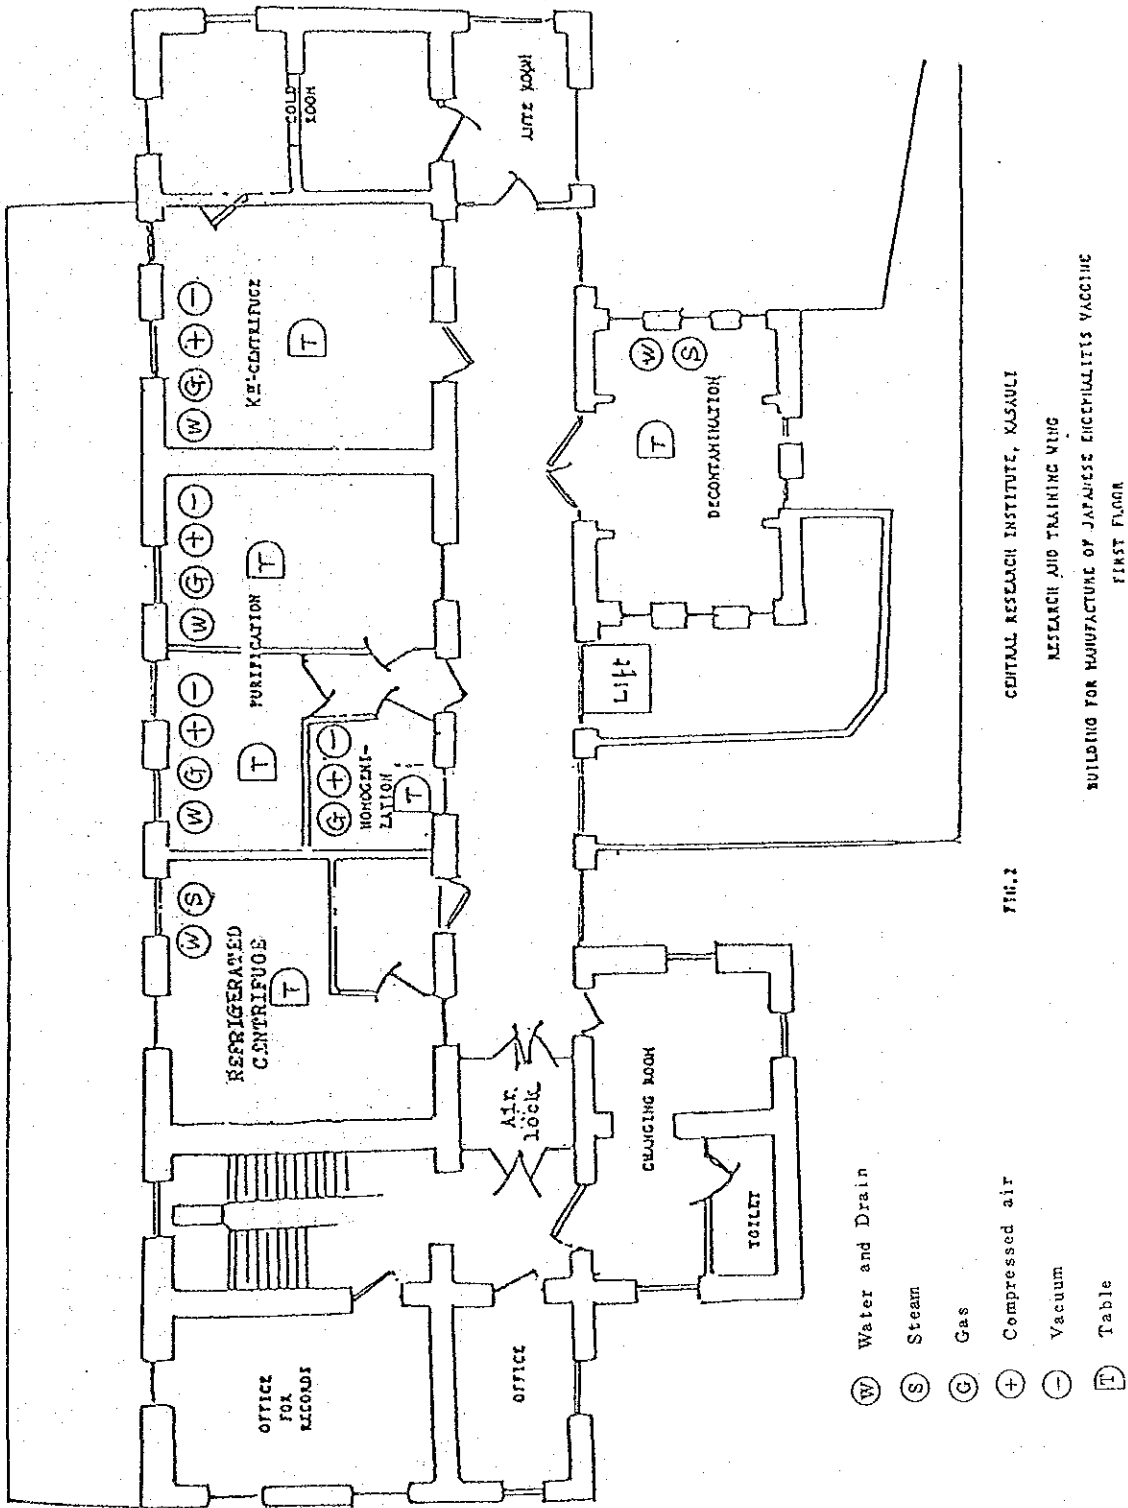 OFFICE
FOR
RECORDS
REFRIGERATED
CENTRIFUGE
T
W S
W G + −
T
PURIFICATION
T
W G + −
G + −
HOMOGENI-
ZATION
T
W G + −
K II-CENTRIFUGE
T
COLD
ROOM
ROOM
OFFICE
Air
lock
CHANGING ROOM
TOILET
Lift
W
S
T
DECONTAMINATION
W Water and Drain
S Steam
G Gas
+ Compressed air
− Vacuum
T Table
FIG.2
CENTRAL RESEARCH INSTITUTE, KASAULI
RESEARCH AND TRAINING WING
BUILDING FOR MANUFACTURE OF JAPANESE ENCEPHALITIS VACCINE
FIRST FLOOR